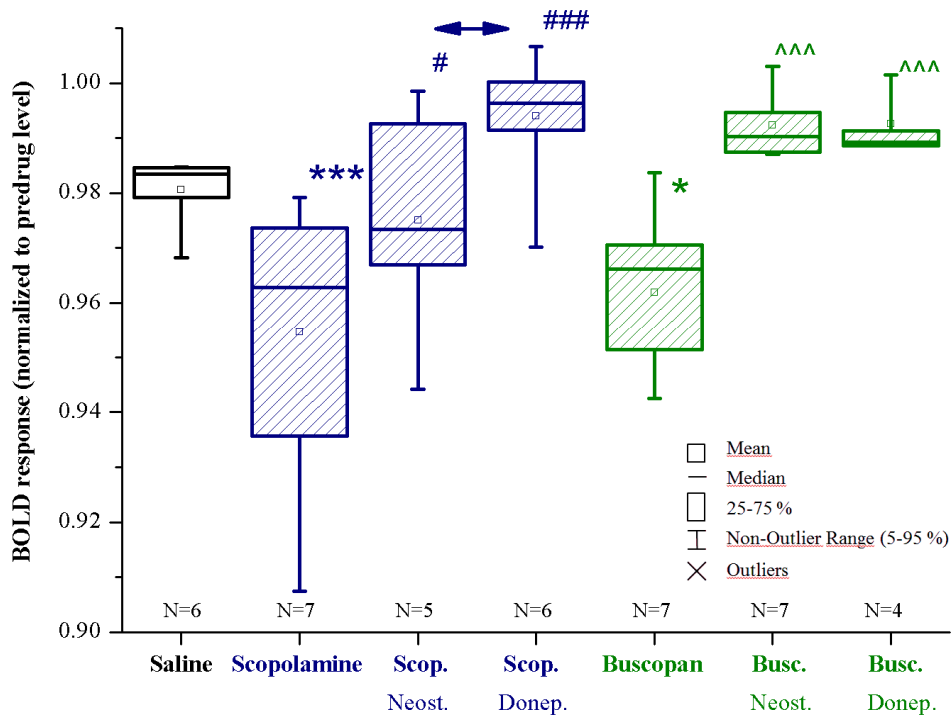 BOLD response (normalized to predrug level)
1.00
0.98
0.96
0.94
0.92
0.90
***
#
###
*
^^^
^^^
Mean
Median
25-75 %
Non-Outlier Range (5-95 %)
Outliers
N=6 N=7 N=5 N=6 N=7 N=7 N=4
Saline Scopolamine Scop. Scop. Buscopan Busc. Busc.
Neost. Donep. Neost. Donep.